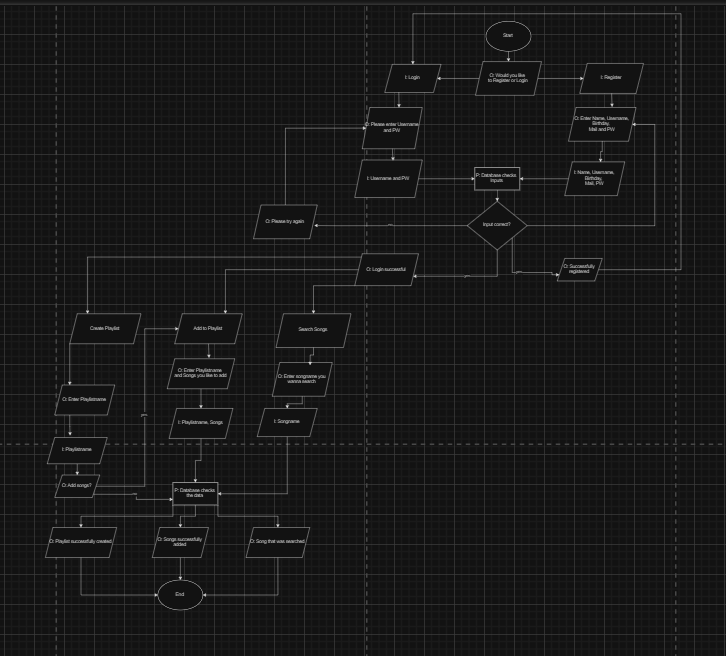 Start
I: Login
O: Would you like
to Register or Login
I: Register
O: Please enter Username
and PW
O: Enter Name, Username,
Birthday,
Mail and PW
I: Username and PW
P: Database checks
inputs
I: Name, Username,
Birthday,
Mail, PW
O: Please try again
Input correct?
O: Login successful
O: Successfully
registered
Create Playlist
Add to Playlist
Search Songs
O: Enter Playlistname
and Songs you like to add
O: Enter songname you
wanna search
O: Enter Playlistname
I: Playlistname, Songs
I: Songname
I: Playlistname
O: Add songs?
P: Database checks
the data
O: Playlist successfully created
O: Songs successfully
added
O: Song that was searched
End